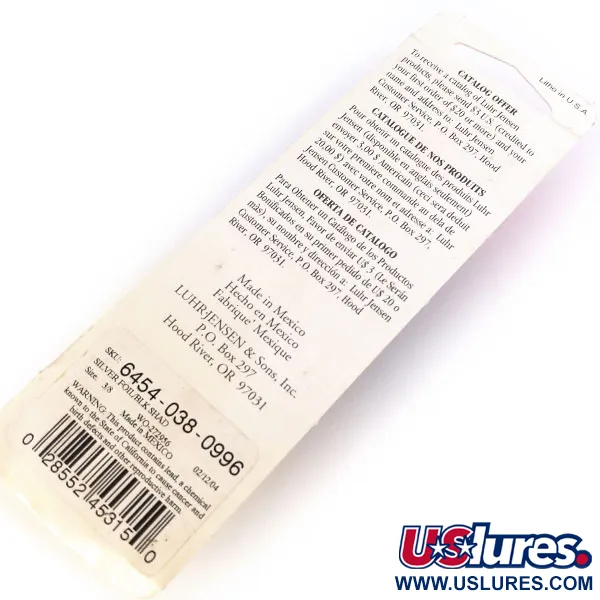 Litho in U.S.A
CATALOG OFFER
To receive a catalog of Luhr Jensen
products, please send $3 U.S. (credited to
your first order of $20 or more) and your
name and address to: Luhr Jensen
Customer Service, P.O. Box 297, Hood
River, OR. 97031.
CATALOGUE DE NOS PRODUITS
Pour obtenir un catalogue des produits Luhr
Jensen (disponible en anglais seulement)
envoyer 3,00 $ Américain (ceci sera deduit
sur votre premiere commande au dela de
20,00 $) avec votre nom et adresse a: Luhr
Jensen Customer Service, P.O. Box 297,
Hood River, OR 97031.
OFERTA DE CATALOGO
Para Obtener un Catálogo de los Productos
Luhr Jensen, Favor de enviar U$ 3 (Le Serán
Bonificados en su primer pedido de U$ 20 o
más), su nombre y dirección a: Luhr Jensen
Customer Service, P.O. Box 297, Hood
River, OR. 97031.
Made in Mexico
Hecho en Mexico
Fabrique' Mexique
LUHR-JENSEN & Sons, Inc.
P.O. Box 297
Hood River, OR 97031
SKU: 6454-038-0996
SILVER FOIL/BLK SHAD
Size: 3/8
WO-272956
Made in MEXICO
02/12/04
WARNING: This product contains lead, a chemical
known to the State of California to cause cancer and
birth defects and other reproductive harm.
0 28552 45315 0
USlures.
WWW.USLURES.COM